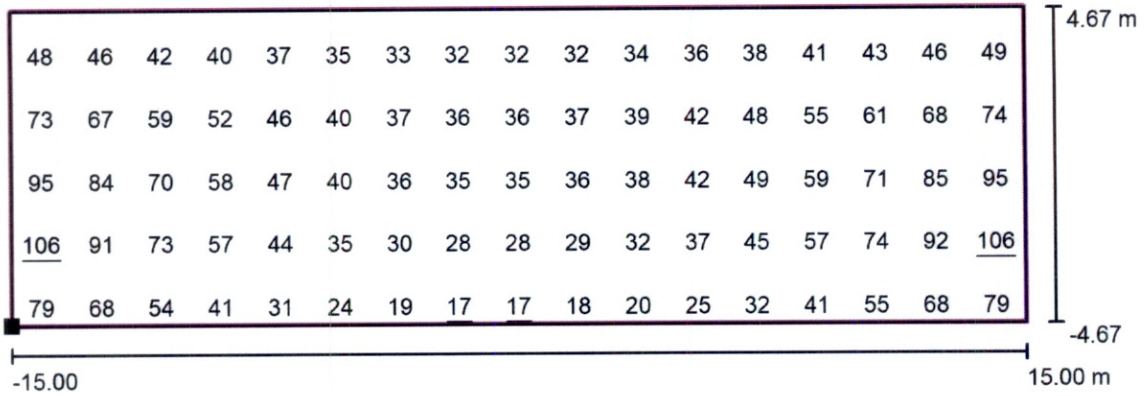 4.67 m
48 46 42 40 37 35 33 32 32 32 34 36 38 41 43 46 49
73 67 59 52 46 40 37 36 36 37 39 42 48 55 61 68 74
95 84 70 58 47 40 36 35 35 36 38 42 49 59 71 85 95
106 91 73 57 44 35 30 28 28 29 32 37 45 57 74 92 106
79 68 54 41 31 24 19 17 17 18 20 25 32 41 55 68 79
-4.67
-15.00 15.00 m